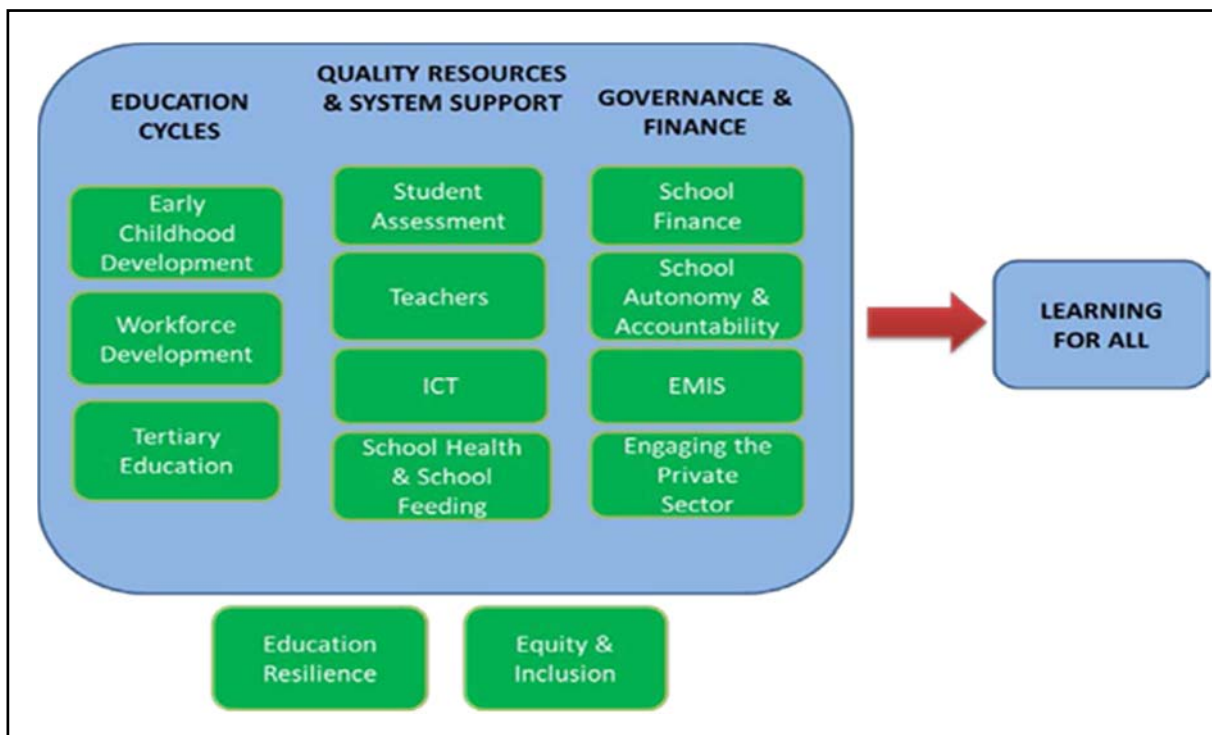 EDUCATION
CYCLES
Early
Childhood
Development
Workforce
Development
Tertiary
Education
QUALITY RESOURCES
& SYSTEM SUPPORT
Student
Assessment
Teachers
ICT
School Health
& School
Feeding
GOVERNANCE &
FINANCE
School
Finance
School
Autonomy &
Accountability
EMIS
Engaging the
Private
Sector
LEARNING
FOR ALL
Education
Resilience
Equity &
Inclusion